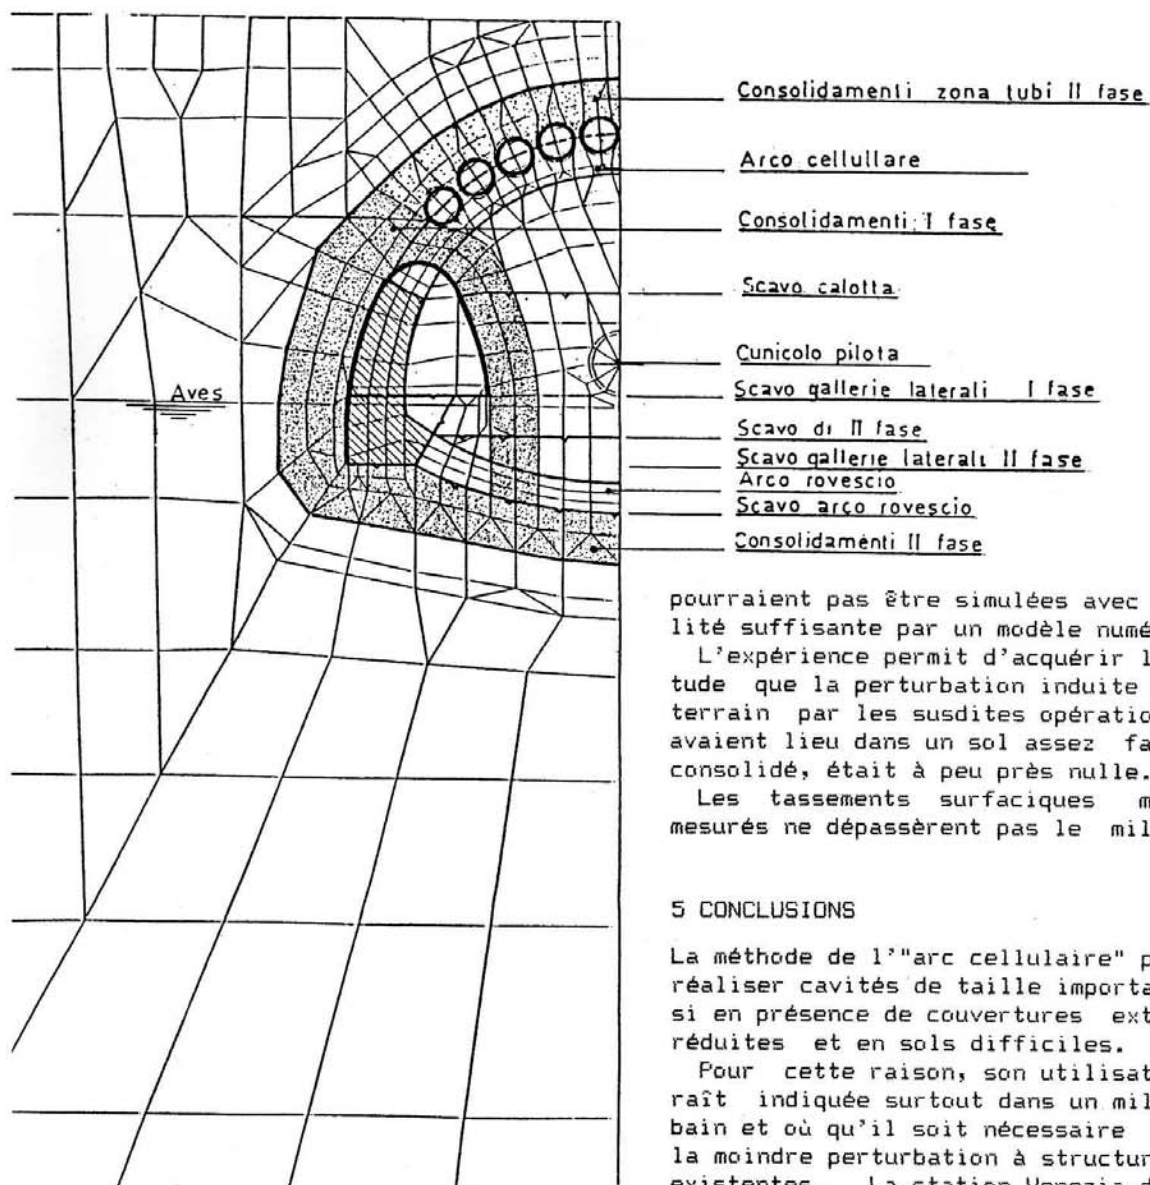 Consolidamenti zona tubi II fase
Arco cellullare
Consolidamenti I fase
Scavo calotta
Cunicolo pilota
Aves
Scavo gallerie laterali I fase
Scavo di II fase
Scavo gallerie laterali II fase
Arco rovescio
Scavo arco rovescio
Consolidamenti II fase
pourraient pas être simulées avec
lité suffisante par un modèle numé
L'expérience permit d'acquérir l
tude que la perturbation induite
terrain par les susdites opératio
avaient lieu dans un sol assez fa
consolidé, était à peu près nulle.
Les tassements surfaciques m
mesurés ne dépassèrent pas le mil
5 CONCLUSIONS
La méthode de l'"arc cellulaire" p
réaliser cavités de taille importa
si en présence de couvertures ext
réduites et en sols difficiles.
Pour cette raison, son utilisat
raît indiquée surtout dans un mil
bain et où qu'il soit nécessaire
la moindre perturbation à structur
existentes. La station Venezia d